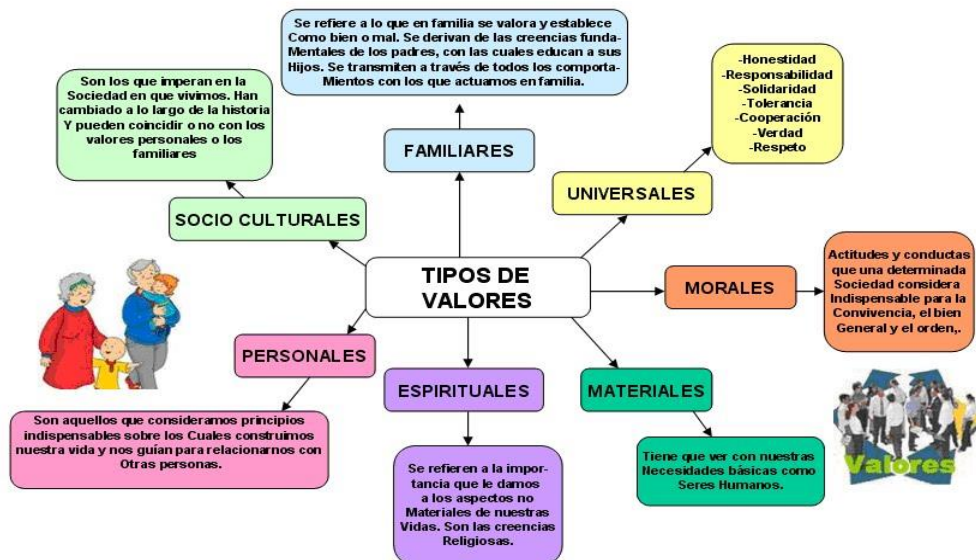 Se refiere a lo que en familia se valora y establece
Como bien o mal. Se derivan de las creencias funda-
Mentales de los padres, con las cuales educan a sus
Hijos. Se transmiten a través de todos los comporta-
Mientos con los que actuamos en familia.
Son los que imperan en la
Sociedad en que vivimos. Han
cambiado a lo largo de la historia
Y pueden coincidir o no con los
valores personales o los
familiares
-Honestidad
-Responsabilidad
-Solidaridad
-Tolerancia
-Cooperación
-Verdad
-Respeto
FAMILIARES
UNIVERSALES
SOCIO CULTURALES
TIPOS DE
VALORES
MORALES
Actitudes y conductas
que una determinada
Sociedad considera
Indispensable para la
Convivencia, el bien
General y el orden,.
PERSONALES
ESPIRITUALES
MATERIALES
Son aquellos que consideramos principios
indispensables sobre los Cuales construimos
nuestra vida y nos guían para relacionarnos con
Otras personas.
Se refieren a la impor-
tancia que le damos
a los aspectos no
Materiales de nuestras
Vidas. Son las creencias
Religiosas.
Tiene que ver con nuestras
Necesidades básicas como
Seres Humanos.
Valores